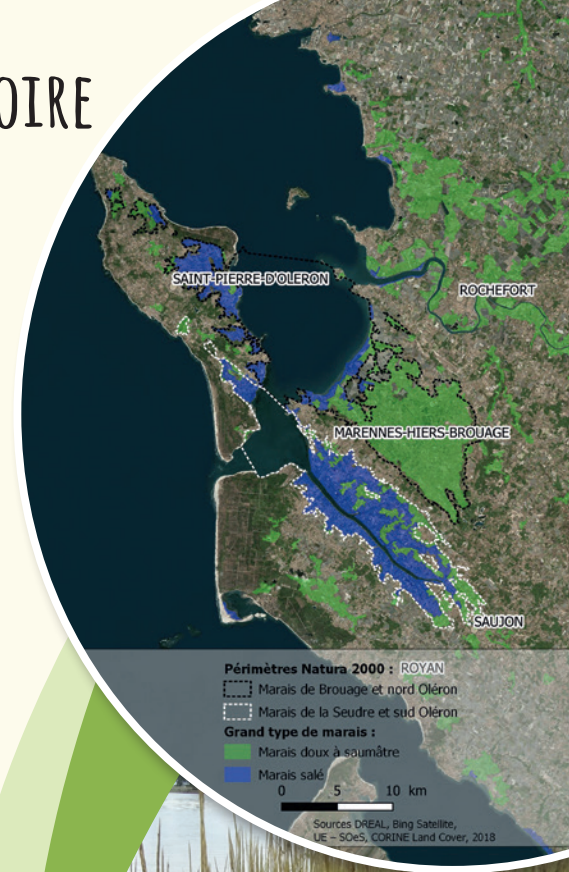 OIRE
SAINT-PIERRE-D'OLERON
ROCHEFORT
MARENNES-HIERS-BROUAGE
SAUJON
ROYAN
Périmètres Natura 2000 :
Marais de Brouage et nord Oléron
Marais de la Seudre et sud Oléron
Grand type de marais :
Marais doux à saumâtre
Marais salé
0 5 10 km
Sources DREAL, Bing Satellite,
UE – SOeS, CORINE Land Cover, 2018